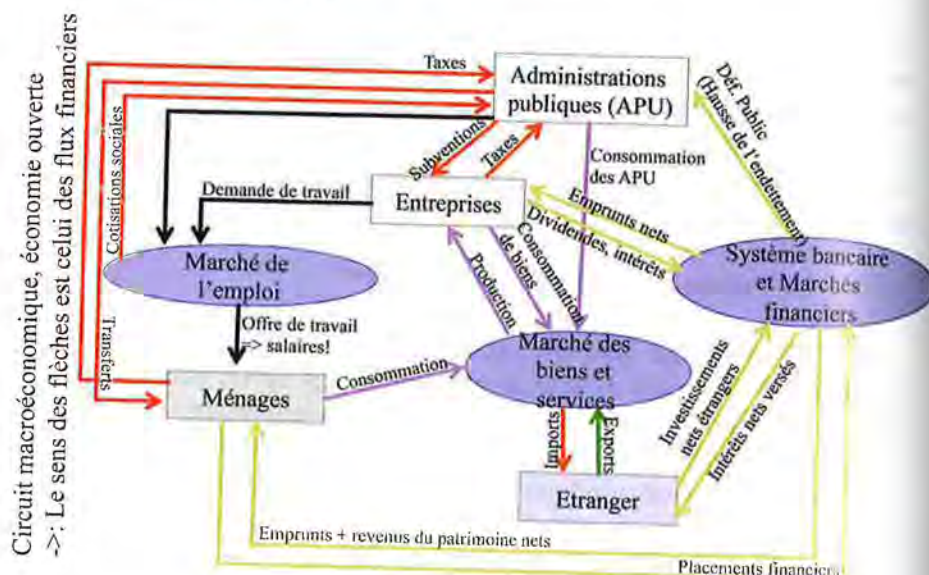 Circuit macroéconomique, économie ouverte
->: Le sens des flèches est celui des flux financiers
Taxes
Administrations
publiques (APU)
Déf. Public
(Hausse de l'endettrement)
Cotisations sociales
Subventions
Taxes
Consommation
des APU
Demande de travail
Entreprises
Emprunts nets
Dividendes, intérêts
Marché de
l'emploi
Production
Consommation
de biens
Système bancaire
et Marchés
financiers
Transferts
Offre de travail
=> salaires!
Marché des
biens et
services
Ménages
Consommation
Investissements
nets étrangers
Intérêts nets versés
Imports
Exports
Etranger
Emprunts + revenus du patrimoine nets
Placements financiers